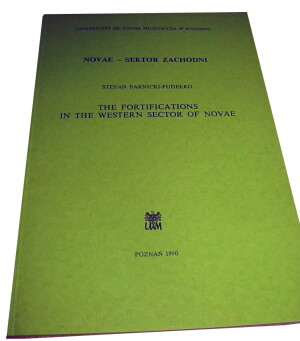 UNIWERSYTET IM. ADAMA MICKIEWICZA W POZNANIU
NOVAE – SEKTOR ZACHODNI
STEFAN PARNICKI-PUDEŁKO
THE FORTIFICATIONS
IN THE WESTERN SECTOR OF NOVAE
UAM
POZNAŃ 1990